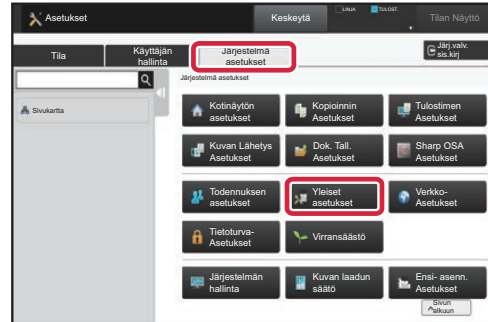 Asetukset
Keskeytä
LINJA
TULOST.
Tilan Näyttö
Tila
Käyttäjän
hallinta
Järjestelmä
asetukset
Järj.valv.
sis.kirj
Järjestelmä asetukset
Sivukartta
Kotinäytön
asetukset
Kopioinnin
Asetukset
Tulostimen
Asetukset
Kuvan Lähetys
Asetukset
Dok. Tall.
Asetukset
Sharp OSA
Asetukset
Todennuksen
asetukset
Yleiset
asetukset
Verkko-
Asetukset
Tietoturva-
Asetukset
Virransäästö
Järjestelmän
hallinta
Kuvan laadun
säätö
Ensi- asenn.
Asetukset
Sivun
alkuun